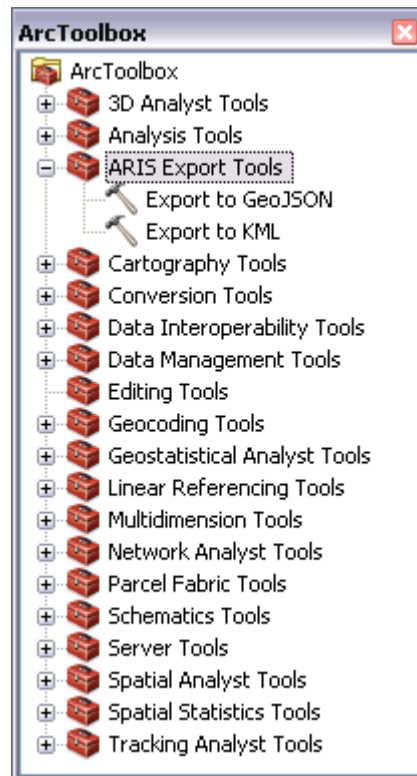 ArcToolbox
ArcToolbox
3D Analyst Tools
Analysis Tools
ARIS Export Tools
Export to GeoJSON
Export to KML
Cartography Tools
Conversion Tools
Data Interoperability Tools
Data Management Tools
Editing Tools
Geocoding Tools
Geostatistical Analyst Tools
Linear Referencing Tools
Multidimension Tools
Network Analyst Tools
Parcel Fabric Tools
Schematics Tools
Server Tools
Spatial Analyst Tools
Spatial Statistics Tools
Tracking Analyst Tools